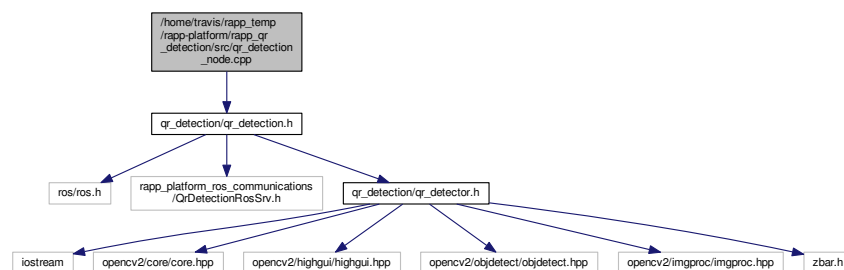 /home/travis/rapp_temp
/rapp-platform/rapp_qr
_detection/src/qr_detection
_node.cpp
qr_detection/qr_detection.h
ros/ros.h
rapp_platform_ros_communications
/QrDetectionRosSrv.h
qr_detection/qr_detector.h
iostream
opencv2/core/core.hpp
opencv2/highgui/highgui.hpp
opencv2/objdetect/objdetect.hpp
opencv2/imgproc/imgproc.hpp
zbar.h